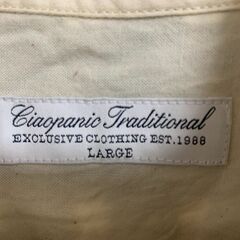 Ciaopanic Traditional
EXCLUSIVE CLOTHING EST.1988
LARGE